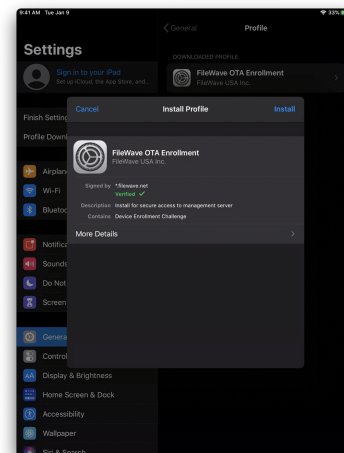 9:41 AM Tue Jan 9
33%
Settings
General
Profile
DOWNLOADED PROFILE
FileWave OTA Enrollment
FileWave USA Inc.
Sign in to your iPad
Set up iCloud, the App Store, and...
Finish Setting
Profile Downl
Cancel
Install Profile
Install
FileWave OTA Enrollment
FileWave USA Inc.
Signed by *.filewave.net
Verified ✓
Description Install for secure access to management server
Contains Device Enrollment Challenge
More Details
Airplan
Wi-Fi
Bluetoo
Notifica
Sounds
Do Not
Screen
Genera
Control
AA Display & Brightness
Home Screen & Dock
Accessibility
Wallpaper
Siri & Search